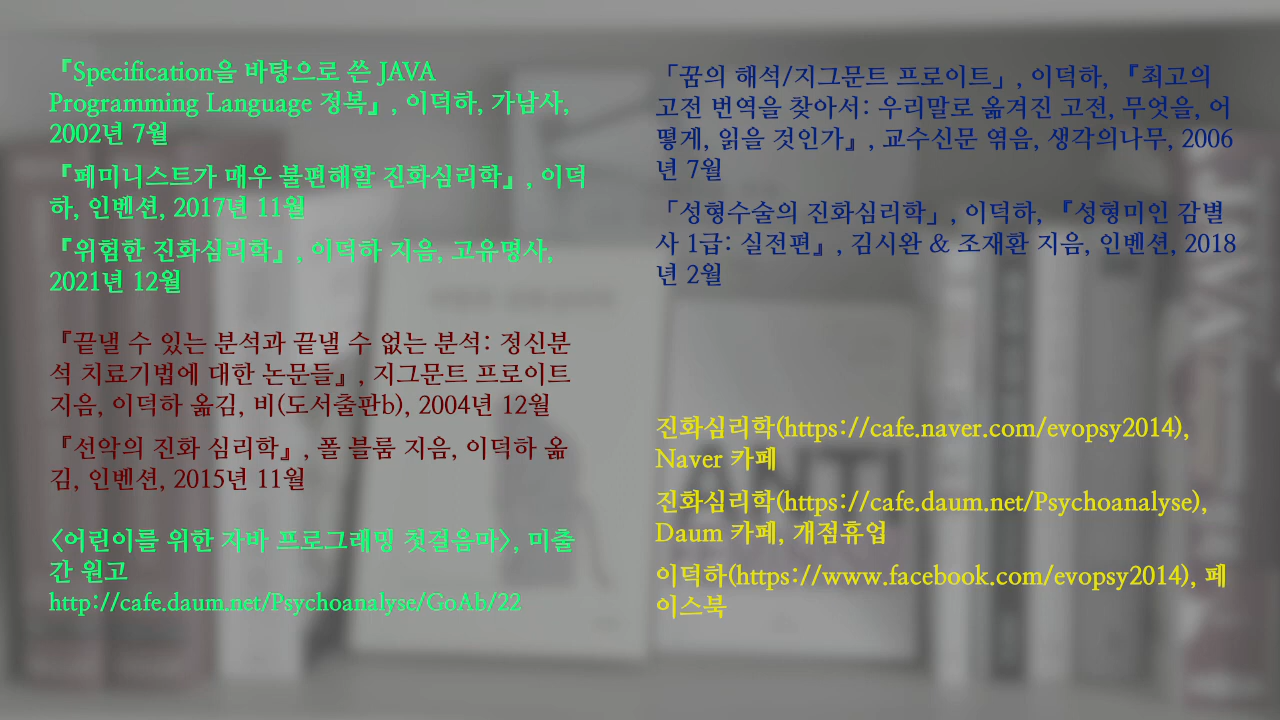 『Specification을 바탕으로 쓴 JAVA
Programming Language 정복』, 이덕하, 가남사,
2002년 7월
『페미니스트가 매우 불편해할 진화심리학』, 이덕
하, 인벤션, 2017년 11월
『위험한 진화심리학』, 이덕하 지음, 고유명사,
2021년 12월
『끝낼 수 있는 분석과 끝낼 수 없는 분석: 정신분
석 치료기법에 대한 논문들』, 지그문트 프로이트
지음, 이덕하 옮김, 비(도서출판b), 2004년 12월
『선악의 진화 심리학』, 폴 블룸 지음, 이덕하 옮
김, 인벤션, 2015년 11월
〈어린이를 위한 자바 프로그래밍 첫걸음마〉, 미출
간 원고
http://cafe.daum.net/Psychoanalyse/GoAb/22
「꿈의 해석/지그문트 프로이트」, 이덕하, 『최고의
고전 번역을 찾아서: 우리말로 옮겨진 고전, 무엇을, 어
떻게, 읽을 것인가』, 교수신문 엮음, 생각의나무, 2006
년 7월
「성형수술의 진화심리학」, 이덕하, 『성형미인 감별
사 1급: 실전편』, 김시완 & 조재환 지음, 인벤션, 2018
년 2월
진화심리학(https://cafe.naver.com/evopsy2014),
Naver 카페
진화심리학(https://cafe.daum.net/Psychoanalyse),
Daum 카페, 개점휴업
이덕하(https://www.facebook.com/evopsy2014), 페
이스북